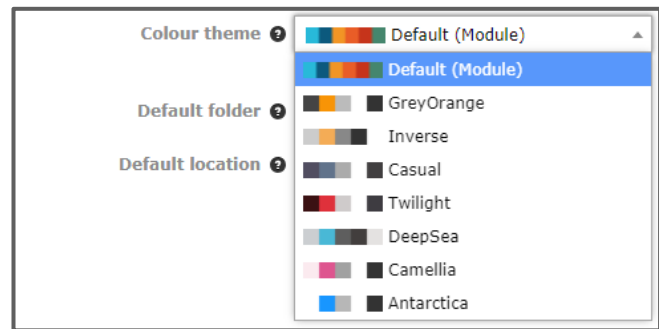 Colour theme ? Default (Module)
Default (Module)
Default folder ? GreyOrange
Inverse
Default location ? Casual
Twilight
DeepSea
Camellia
Antarctica